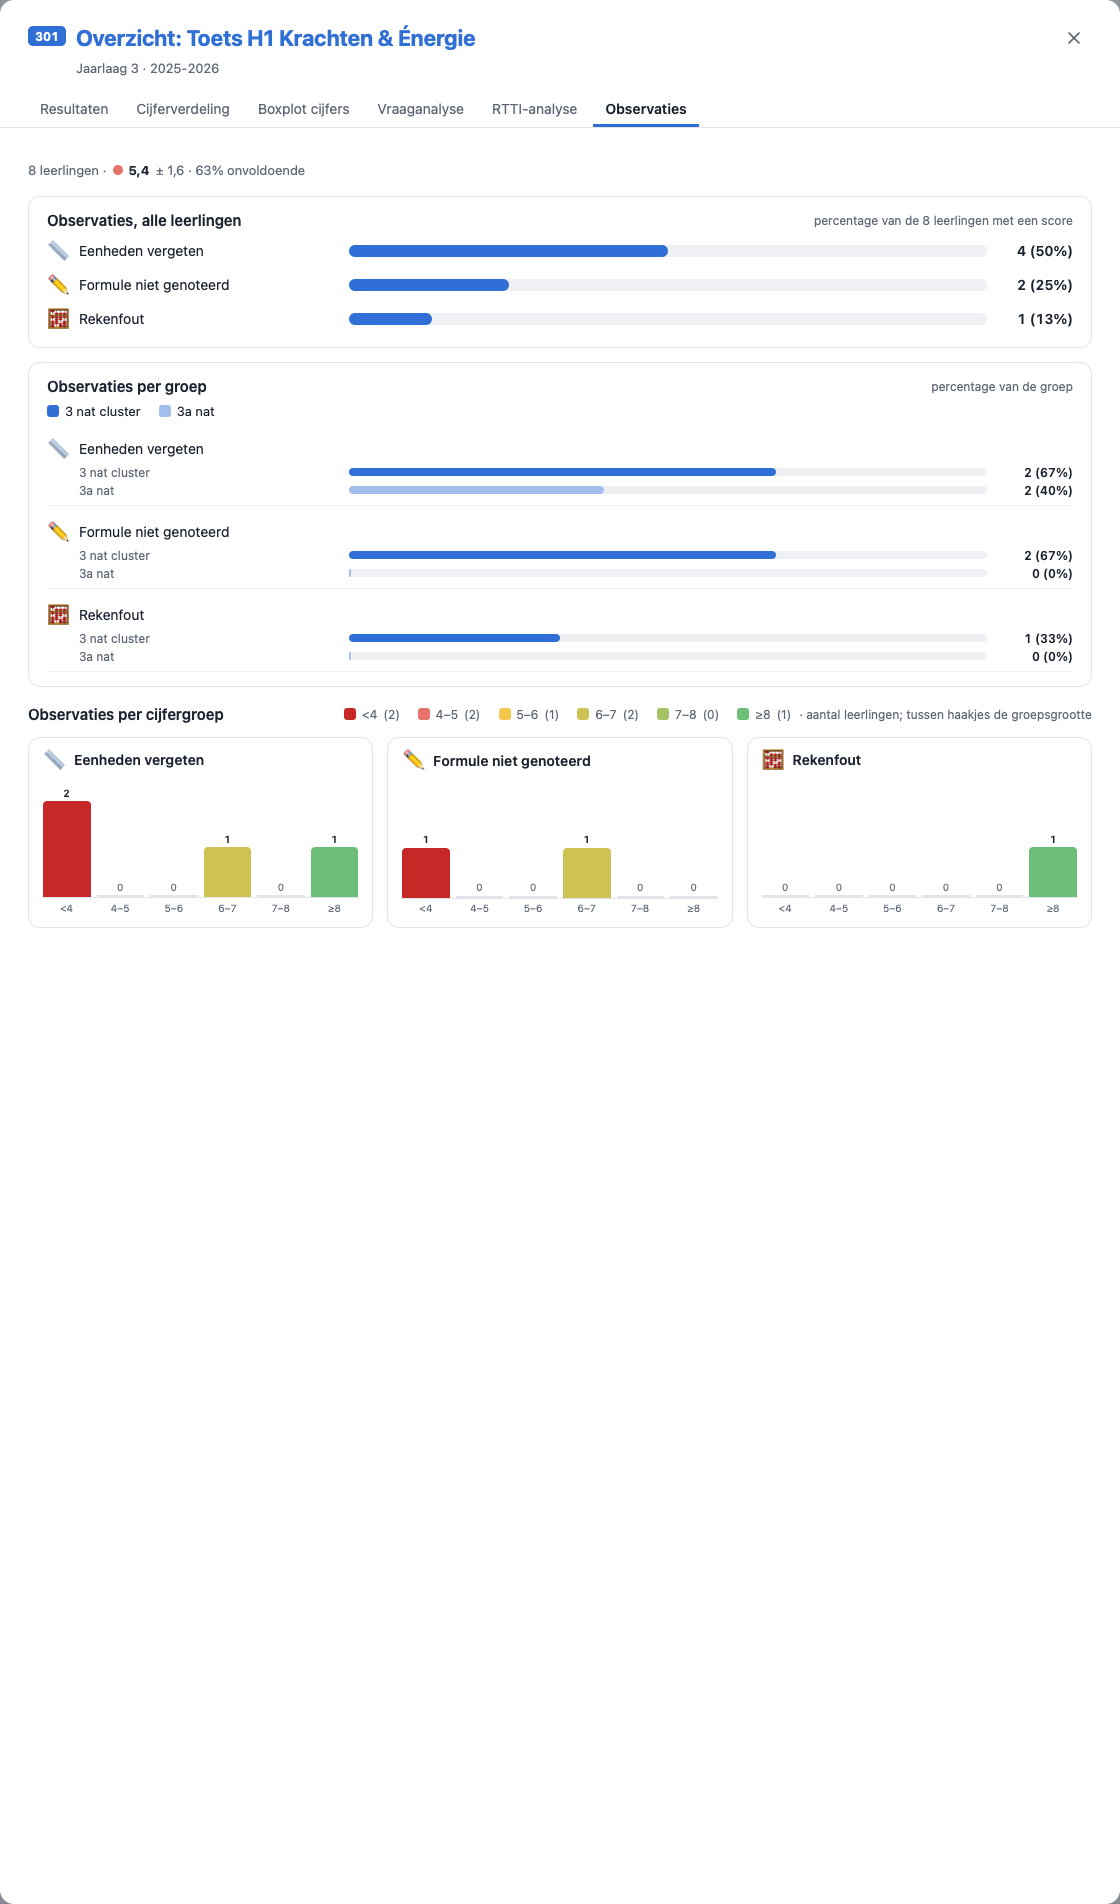 301 Overzicht: Toets H1 Krachten & Énergie
Jaarlaag 3 · 2025-2026
Resultaten Cijferverdeling Boxplot cijfers Vraaganalyse RTTI-analyse Observaties
8 leerlingen · 5,4 ± 1,6 · 63% onvoldoende
Observaties, alle leerlingen percentage van de 8 leerlingen met een score
Eenheden vergeten 4 (50%)
Formule niet genoteerd 2 (25%)
Rekenfout 1 (13%)
Observaties per groep percentage van de groep
3 nat cluster 3a nat
Eenheden vergeten
3 nat cluster 2 (67%)
3a nat 2 (40%)
Formule niet genoteerd
3 nat cluster 2 (67%)
3a nat 0 (0%)
Rekenfout
3 nat cluster 1 (33%)
3a nat 0 (0%)
Observaties per cijfergroep <4 (2) 4–5 (2) 5–6 (1) 6–7 (2) 7–8 (0) ≥8 (1) · aantal leerlingen; tussen haakjes de groepsgrootte
Eenheden vergeten
2 0 0 1 0 1
<4 4–5 5–6 6–7 7–8 ≥8
Formule niet genoteerd
1 0 0 1 0 0
<4 4–5 5–6 6–7 7–8 ≥8
Rekenfout
0 0 0 0 0 1
<4 4–5 5–6 6–7 7–8 ≥8